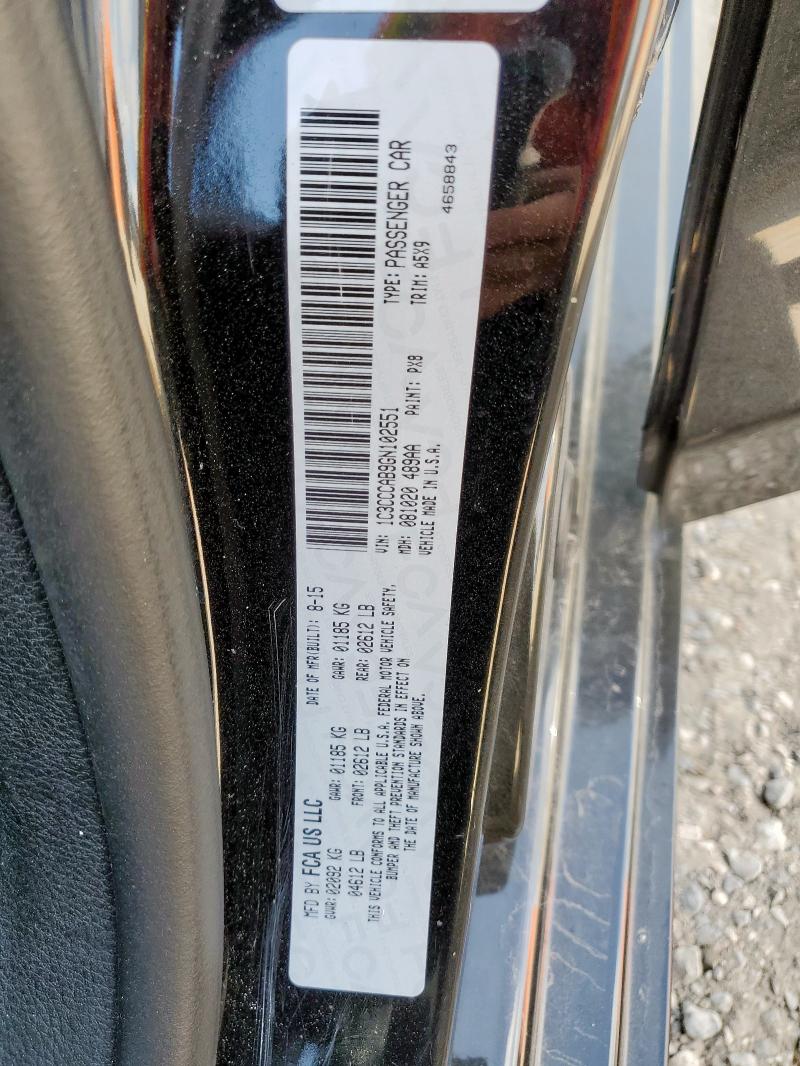 MFD BY FCA US LLC
DATE OF MFR(BUILT): 8-15
GVWR: 02092 KG
GAWR: 01185 KG
GAWR: 01185 KG
04612 LB
FRONT: 02612 LB
REAR: 02612 LB
THIS VEHICLE CONFORMS TO ALL APPLICABLE U.S.A. FEDERAL MOTOR VEHICLE SAFETY,
BUMPER AND THEFT PREVENTION STANDARDS IN EFFECT ON
THE DATE OF MANUFACTURE SHOWN ABOVE.
VIN: 1C3CCCAB9GN102551
TYPE: PASSENGER CAR
MDH: 081020 489AA
PAINT: PX8
TRIM: A5X9
VEHICLE MADE IN U.S.A.
4658843